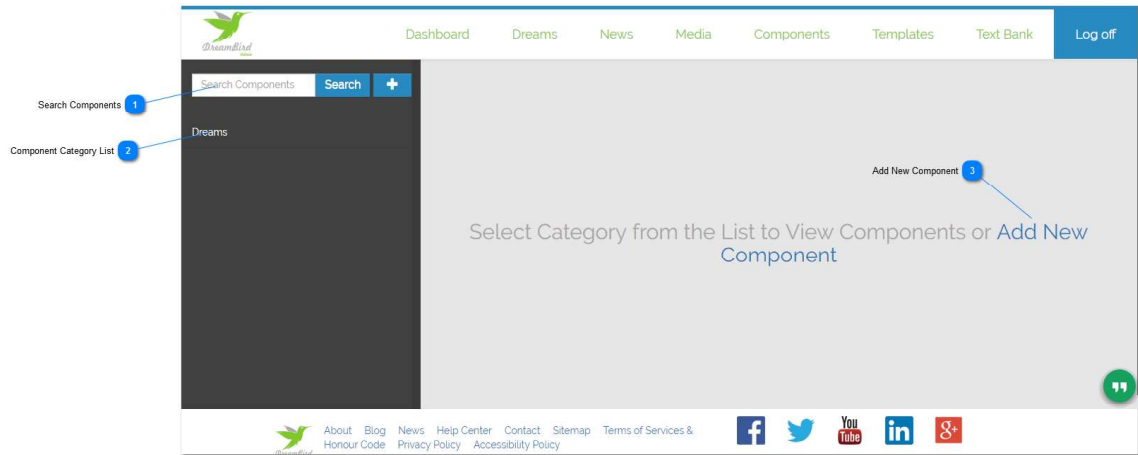 DreamBird
Dashboard Dreams News Media Components Templates Text Bank Log off
Search Components Search
Search Components 1
Dreams
Component Category List 2
Add New Component 3
Select Category from the List to View Components or Add New
Component
About Blog News Help Center Contact Sitemap Terms of Services &
Honour Code Privacy Policy Accessibility Policy
DreamBird
You
Tube
in
8+